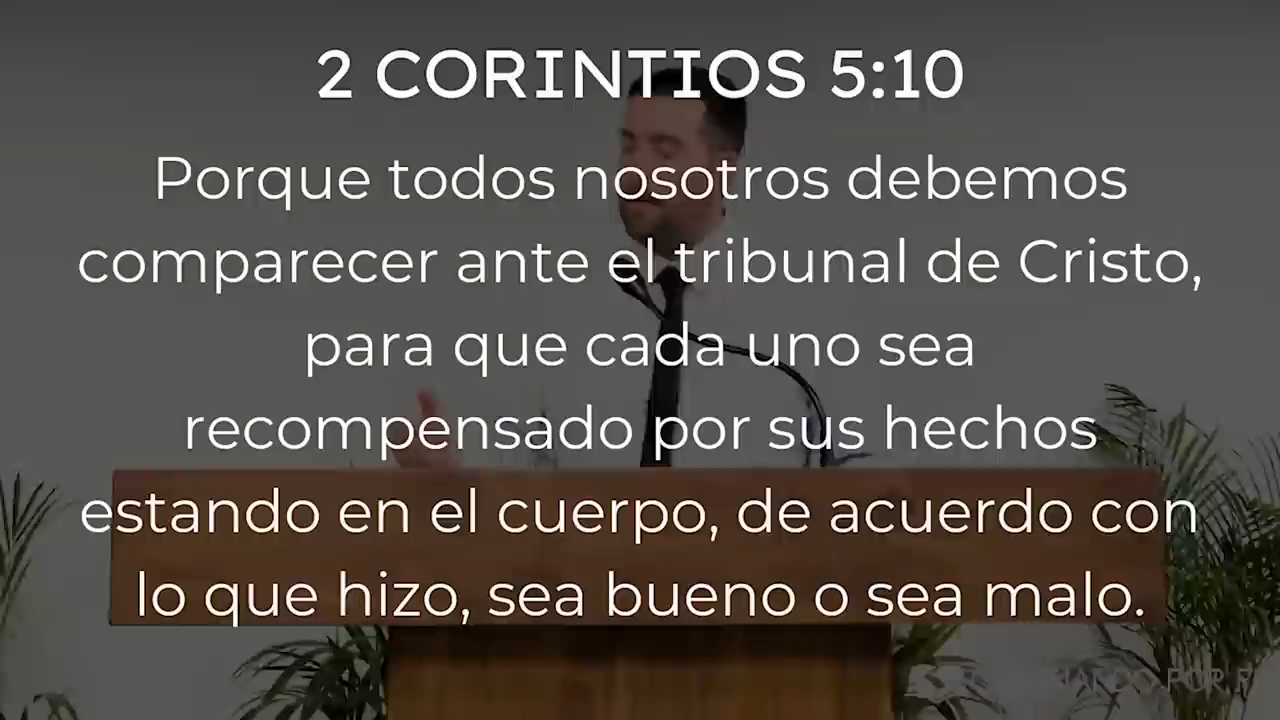 2 CORINTIOS 5:10
Porque todos nosotros debemos
comparecer ante el tribunal de Cristo,
para que cada uno sea
recompensado por sus hechos
estando en el cuerpo, de acuerdo con
lo que hizo, sea bueno o sea malo.
POR